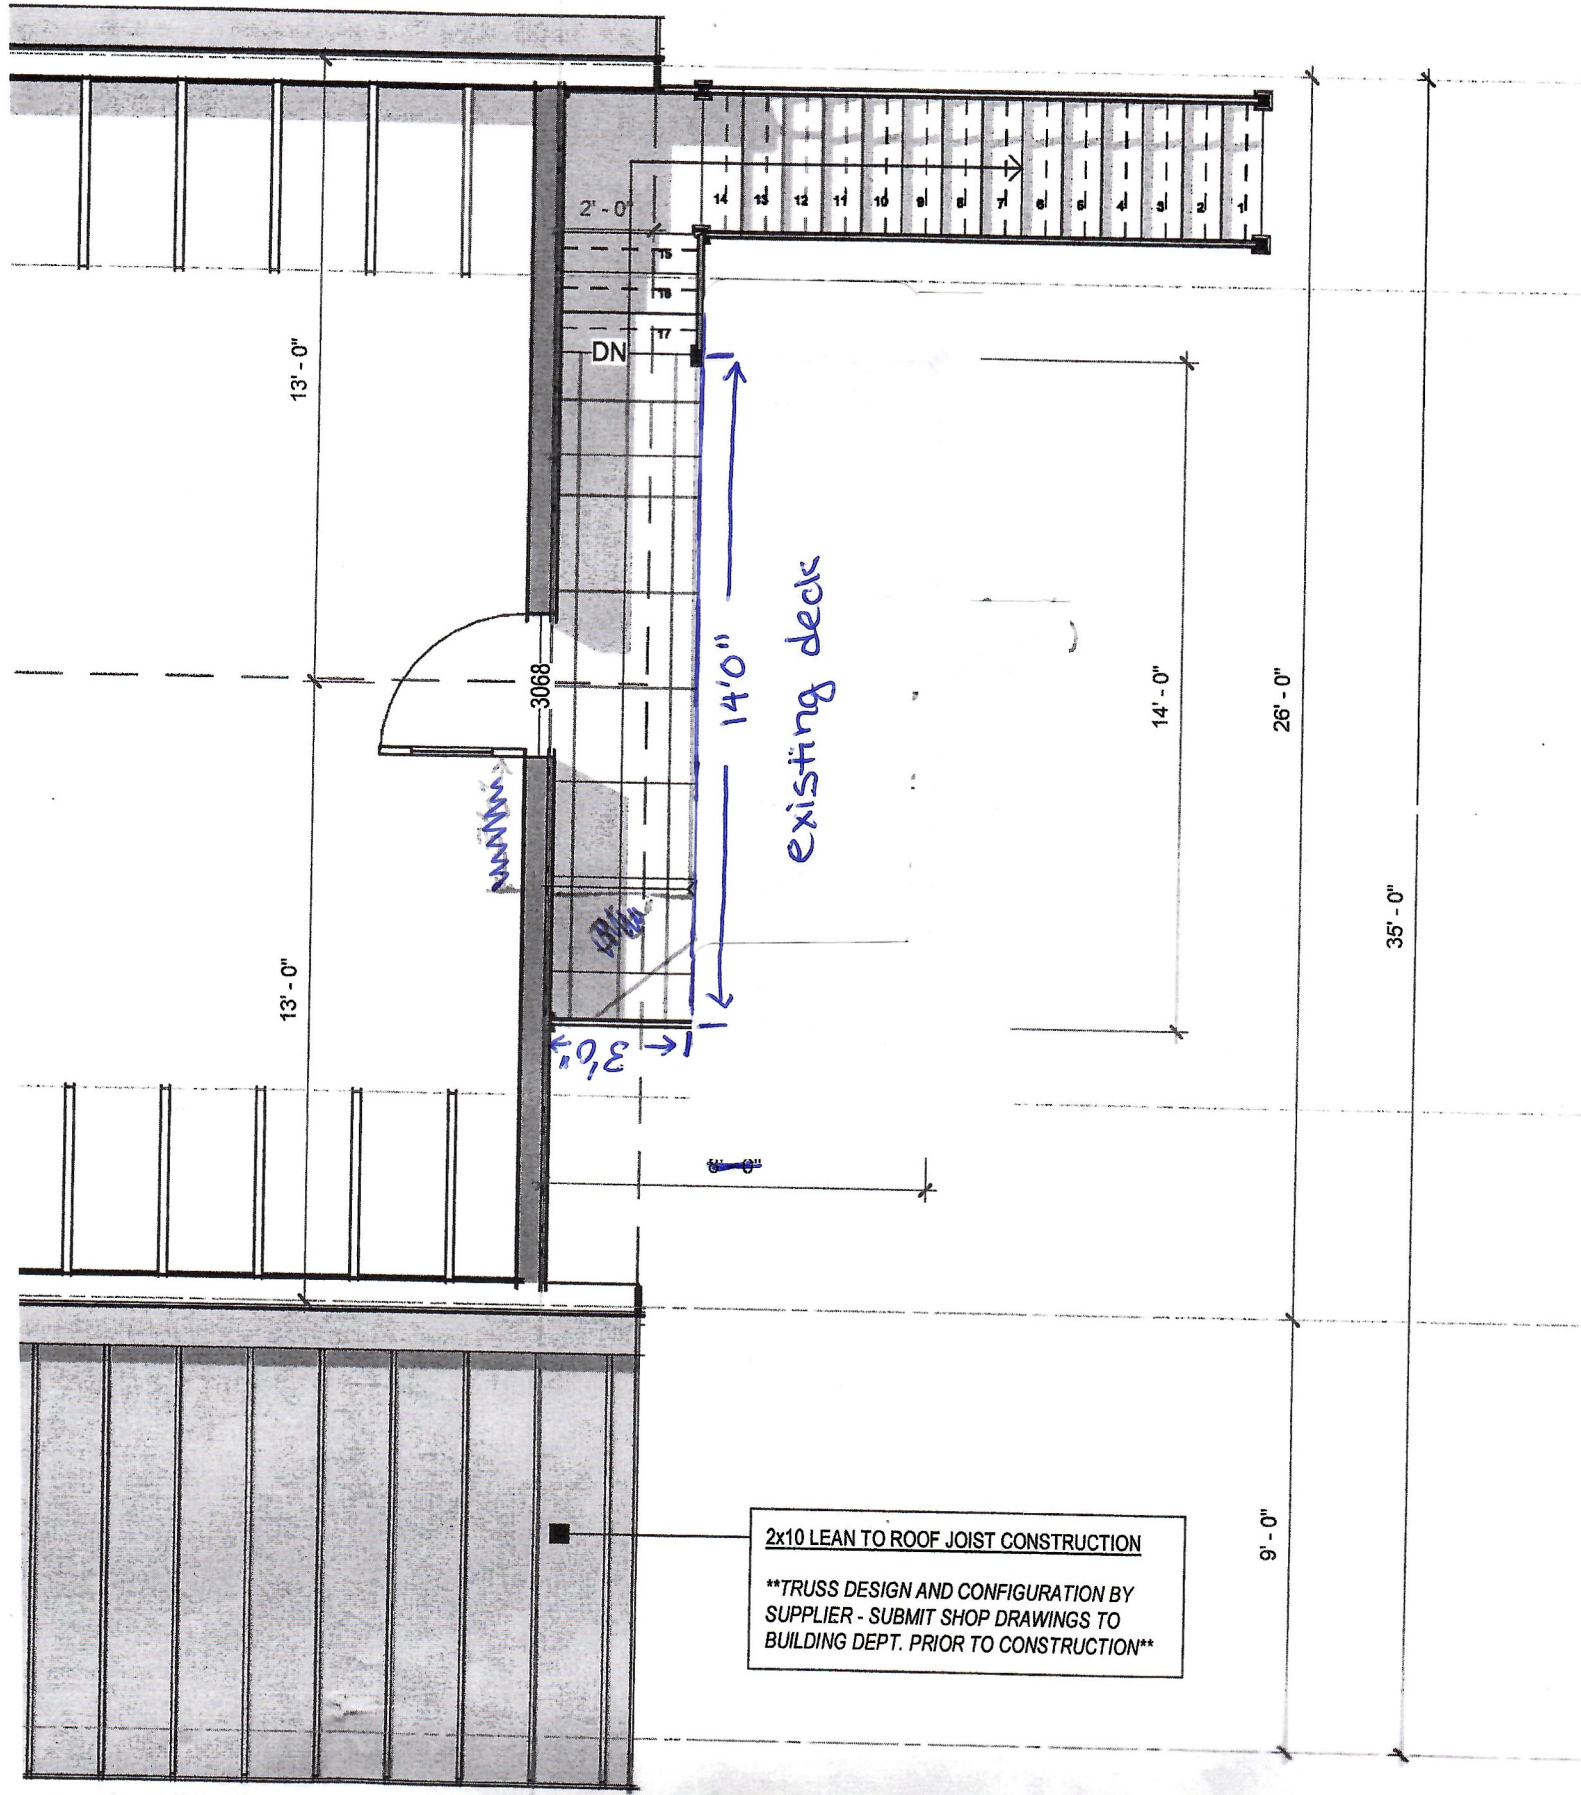 14 13 12 11 10 9 8 7 6 5 4 3 2 1
2' - 0"
15
16
17
DN
13' - 0"
3068
14'0"
existing deck
14' - 0"
26' - 0"
35' - 0"
13' - 0"
3'0"
9' - 0"
2x10 LEAN TO ROOF JOIST CONSTRUCTION
**TRUSS DESIGN AND CONFIGURATION BY
SUPPLIER - SUBMIT SHOP DRAWINGS TO
BUILDING DEPT. PRIOR TO CONSTRUCTION**